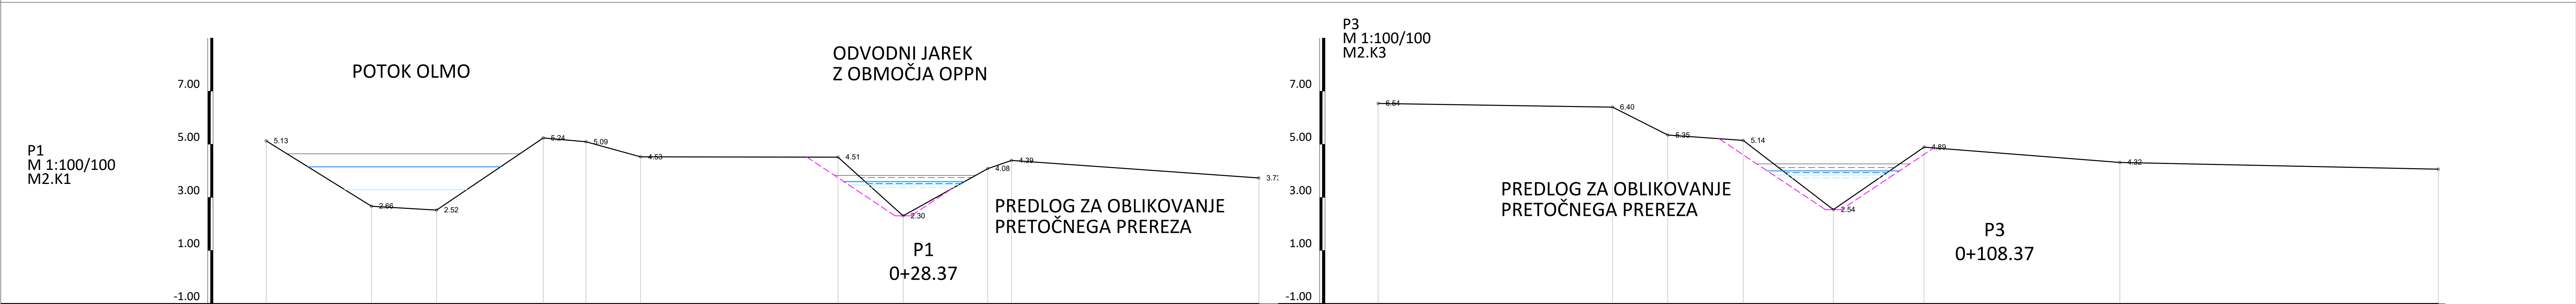 P1
M 1:100/100
M2.K1
7.00
5.00
3.00
1.00
-1.00
POTOK OLMO
5.13
2.66
2.52
5.24
5.09
4.53
ODVODNI JAREK
Z OBMOČJA OPPN
4.51
2.30
4.08
4.39
3.73
PREDLOG ZA OBLIKOVANJE
PRETOČNEGA PREREZA
P1
0+28.37
P3
M 1:100/100
M2.K3
7.00
5.00
3.00
1.00
-1.00
6.54
6.40
5.35
5.14
2.54
4.89
4.32
PREDLOG ZA OBLIKOVANJE
PRETOČNEGA PREREZA
P3
0+108.37